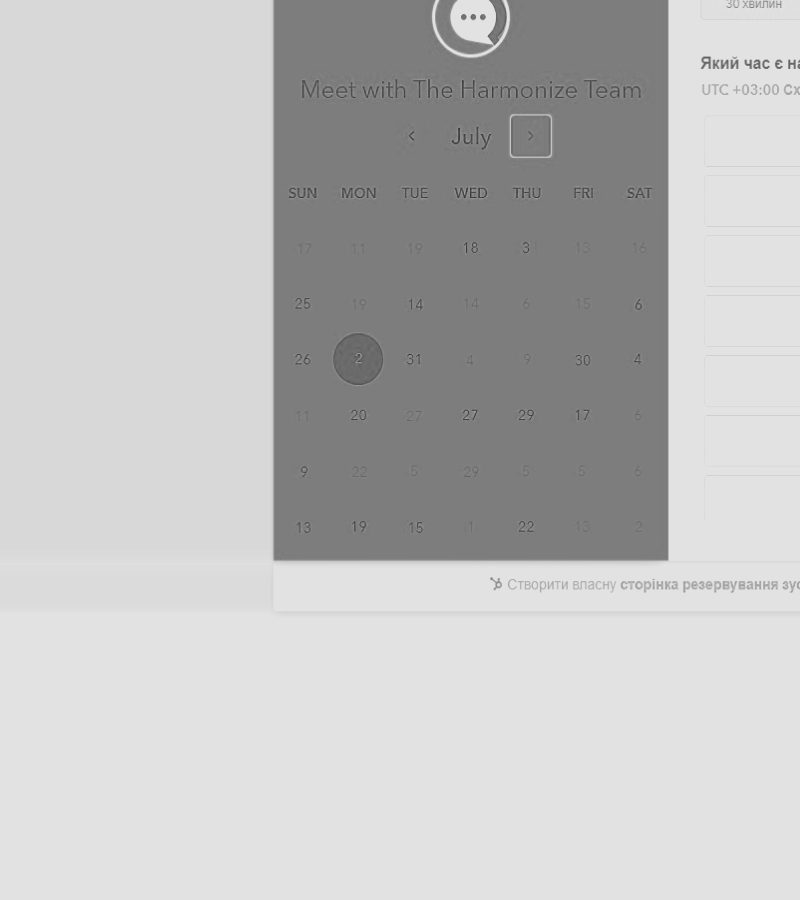 30 хвилин
Який час є на
UTC +03:00 Сх
Meet with The Harmonize Team
July
SUN MON TUE WED THU FRI SAT
17 11 19 18 3 13 16
25 19 14 14 6 15 6
26 2 31 4 9 30 4
11 20 27 27 29 17 6
9 22 5 29 5 5 6
13 19 15 1 22 13 2
Створити власну сторінка резервування зус